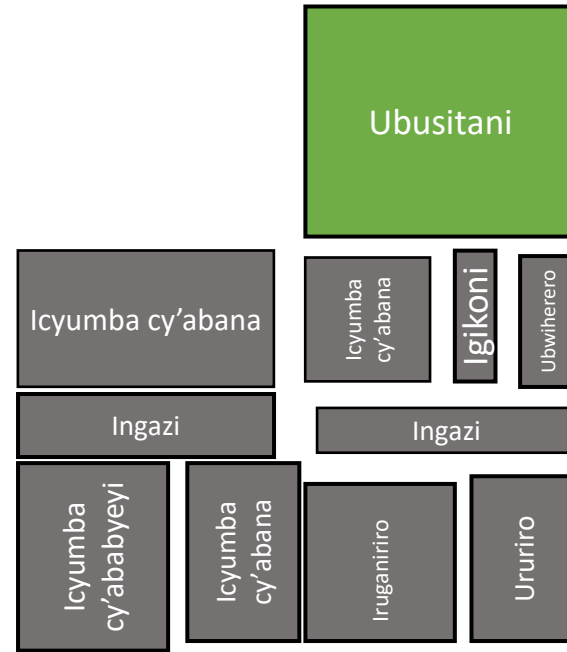 Ubusitani
Icyumba cy'abana
Icyumba
cy'abana
Igikoni
Ubwiherero
Ingazi
Ingazi
Icyumba
cy'ababyeyi
Icyumba
cy'abana
Iruganiriro
Ururiro